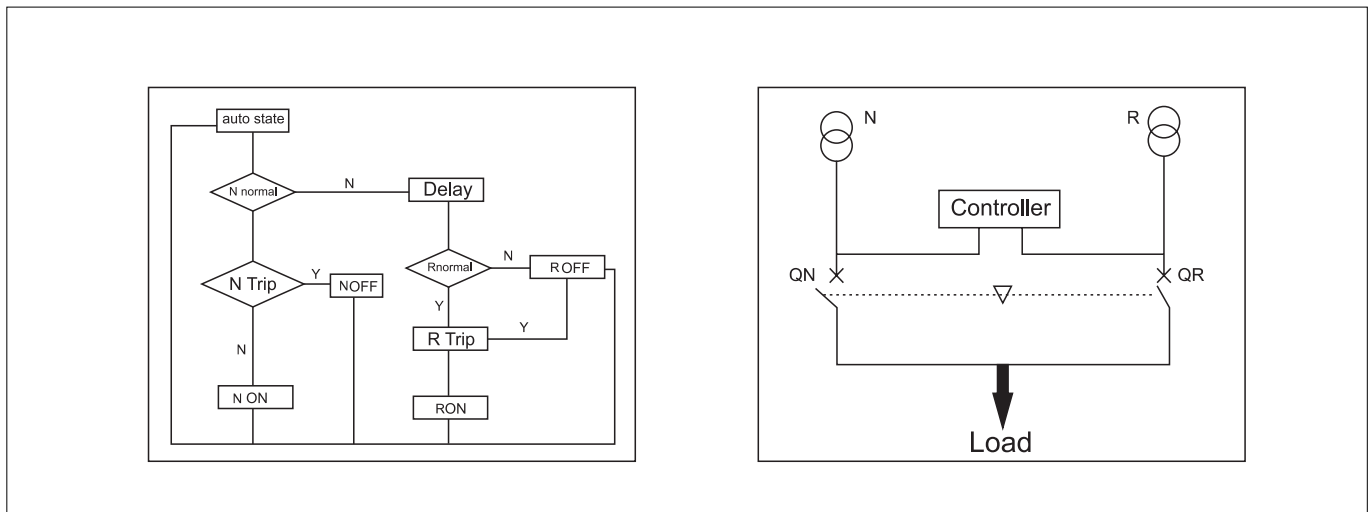 auto state
N normal
N
Delay
Rnormal
N
R OFF
N Trip
Y
NOFF
Y
R Trip
Y
N
N ON
RON
N
R
Controller
QN
QR
Load